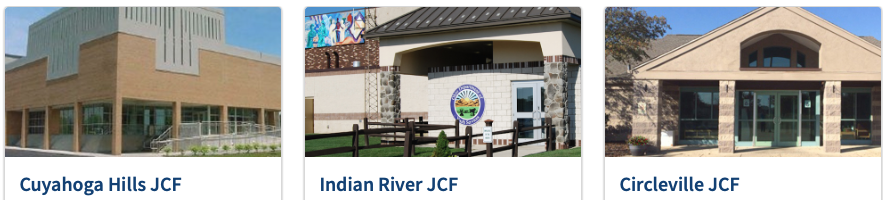 Cuyahoga Hills JCF
Indian River JCF
Circleville JCF